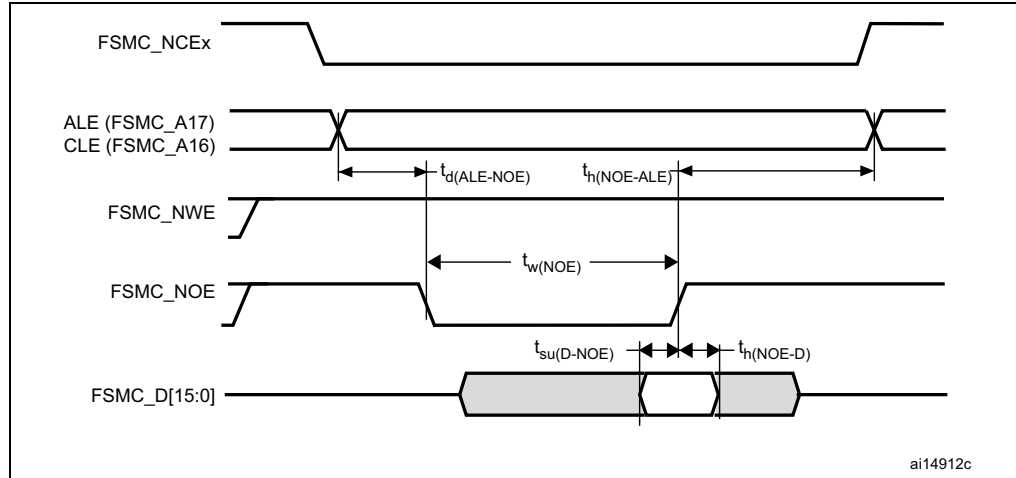 FSMC_NCEx
ALE (FSMC_A17)
CLE (FSMC_A16)
td(ALE-NOE)
th(NOE-ALE)
FSMC_NWE
tw(NOE)
FSMC_NOE
tsu(D-NOE)
th(NOE-D)
FSMC_D[15:0]
ai14912c